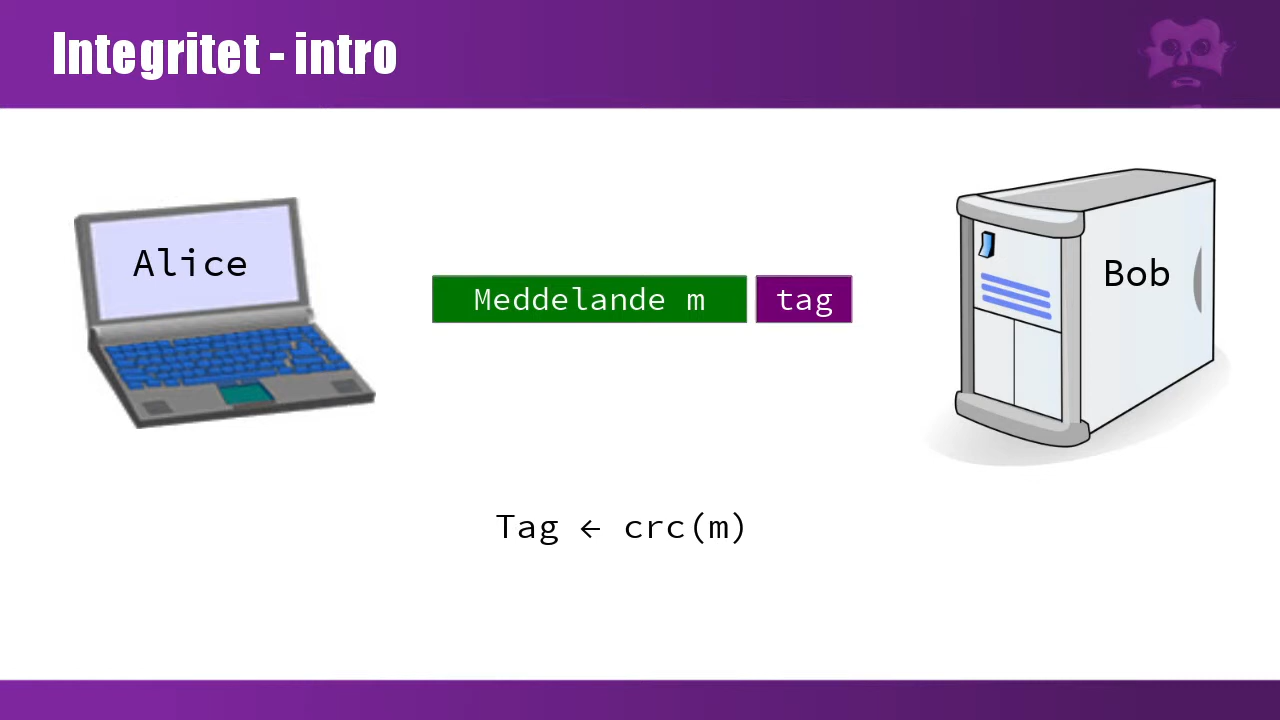 Integritet - intro
Alice
Meddelande m
tag
Bob
Tag ← crc(m)